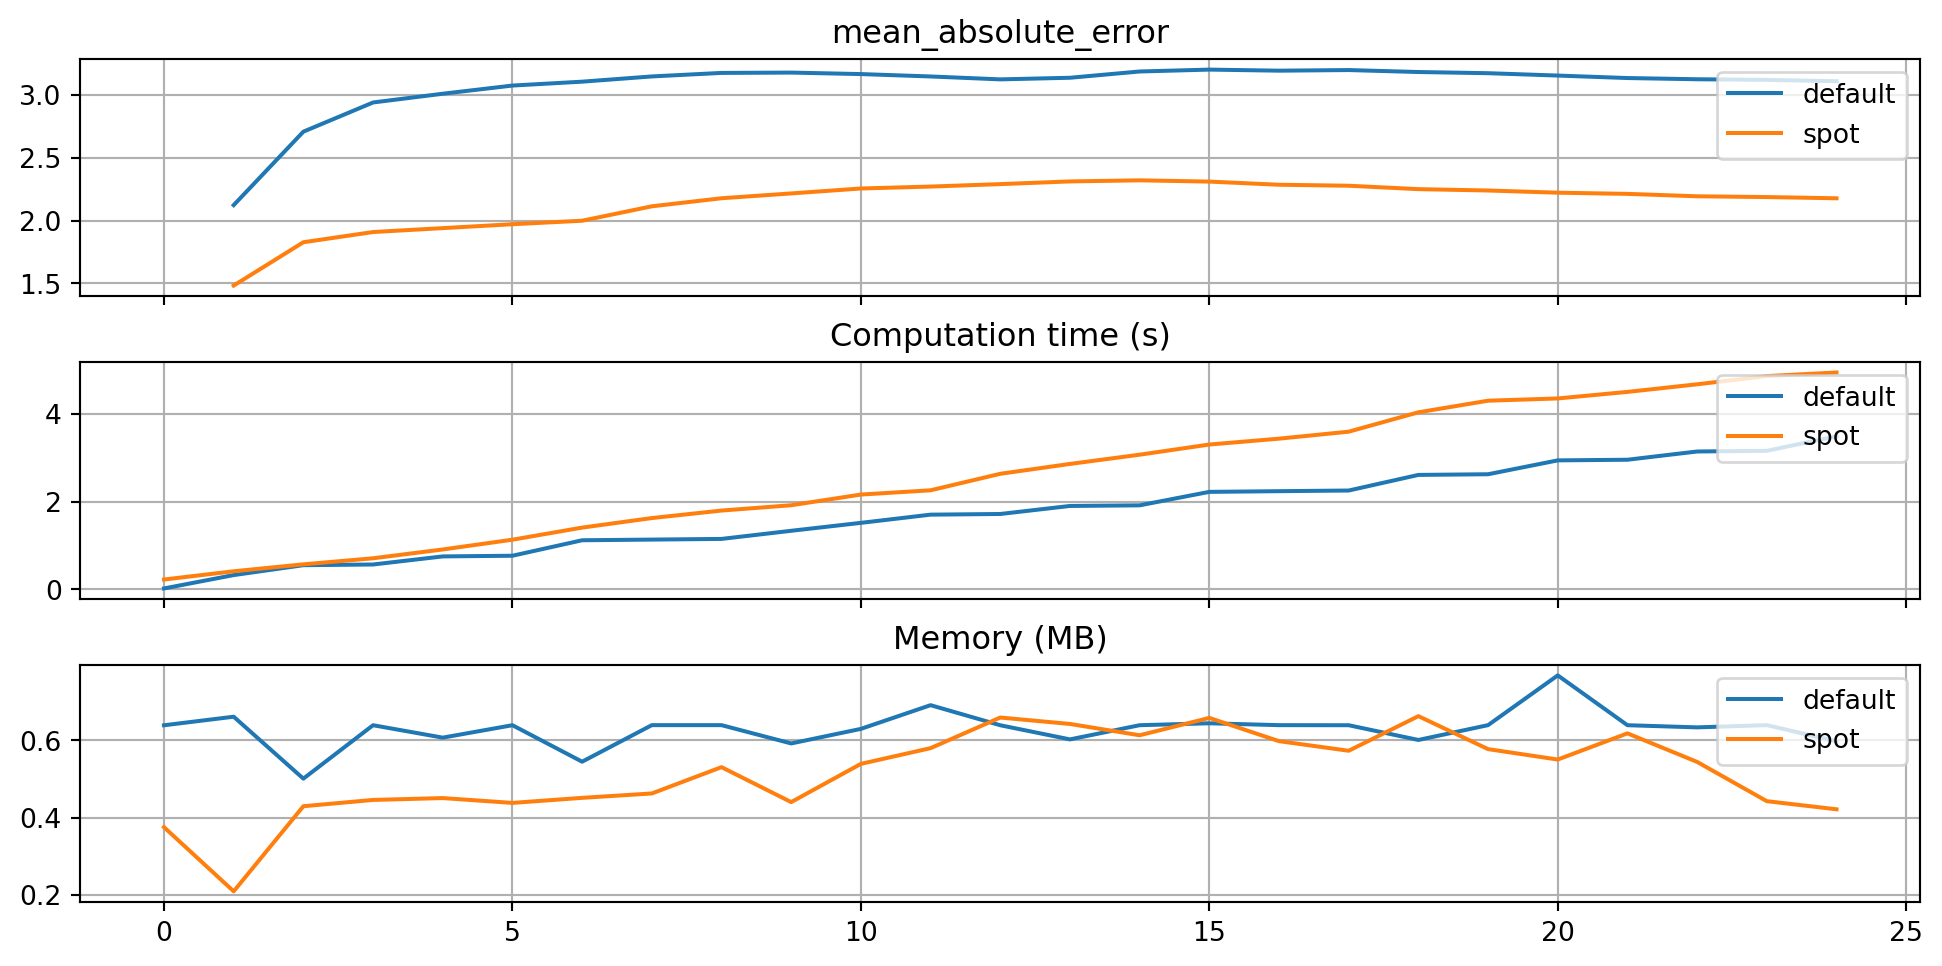 mean_absolute_error
3.0
2.5
2.0
1.5
default
spot
Computation time (s)
4
2
0
default
spot
Memory (MB)
0.6
0.4
0.2
default
spot
0 5 10 15 20 25